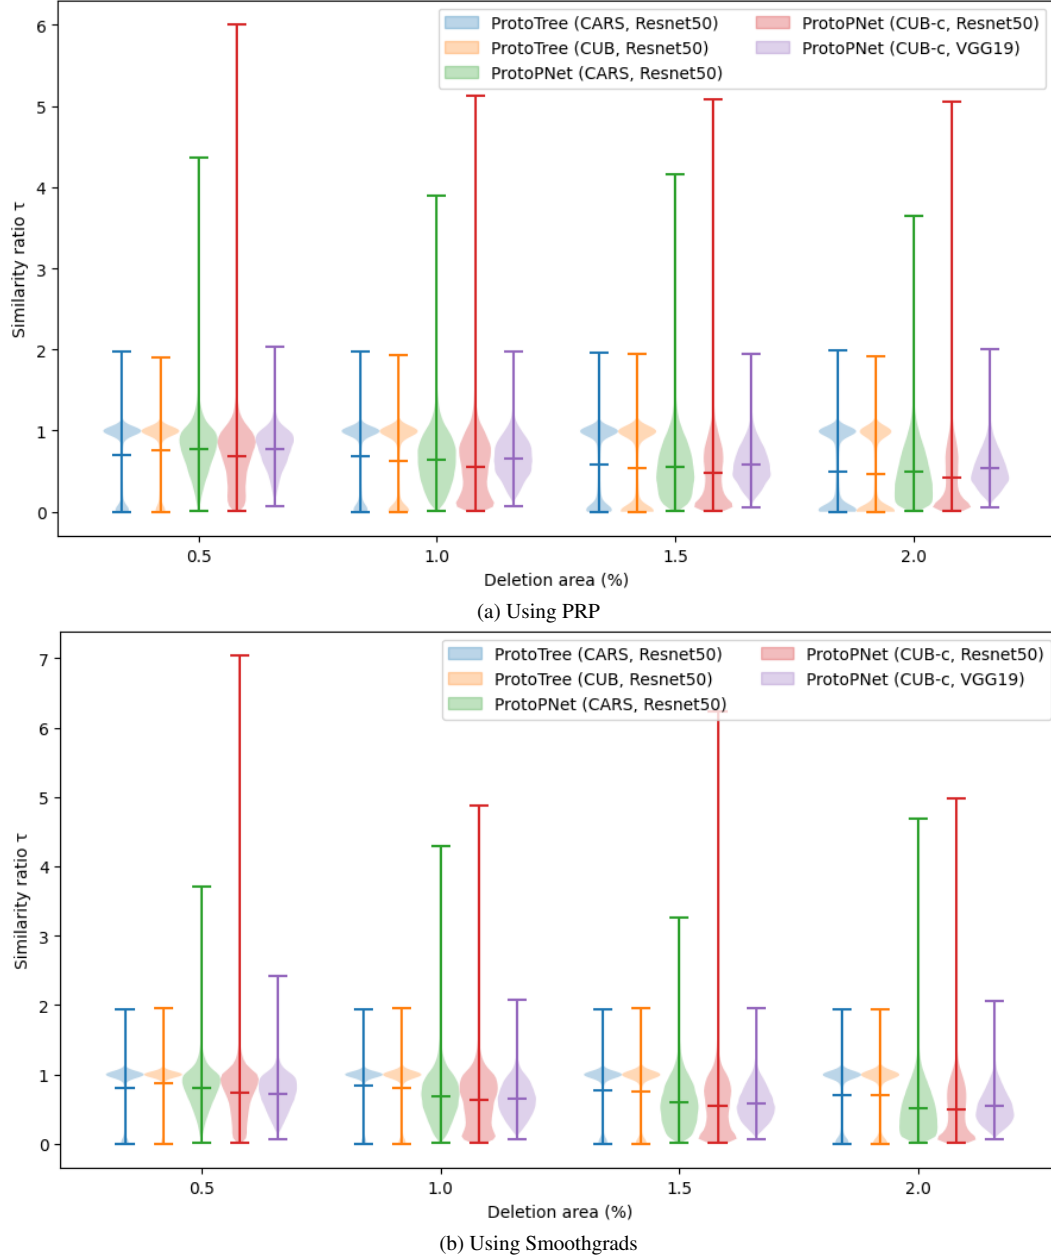 6
5
4
3
2
1
0
Similarity ratio τ
ProtoTree (CARS, Resnet50)
ProtoTree (CUB, Resnet50)
ProtoPNet (CARS, Resnet50)
ProtoPNet (CUB-c, Resnet50)
ProtoPNet (CUB-c, VGG19)
0.5 1.0 1.5 2.0
Deletion area (%)
(a) Using PRP
7
6
5
4
3
2
1
0
Similarity ratio τ
ProtoTree (CARS, Resnet50)
ProtoTree (CUB, Resnet50)
ProtoPNet (CARS, Resnet50)
ProtoPNet (CUB-c, Resnet50)
ProtoPNet (CUB-c, VGG19)
0.5 1.0 1.5 2.0
Deletion area (%)
(b) Using Smoothgrads